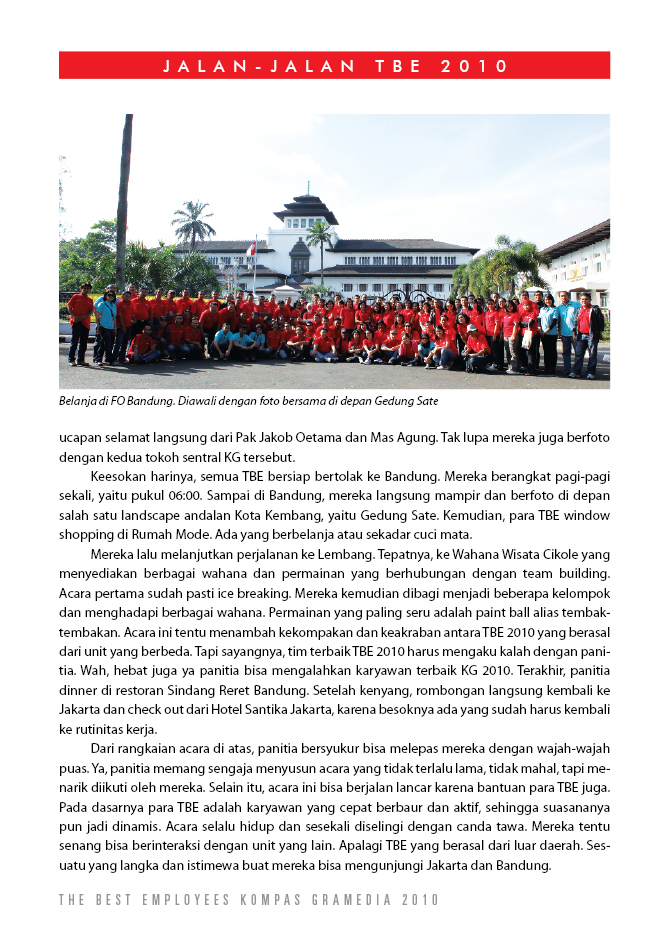 JALAN-JALAN TBE 2010
Belanja di FO Bandung. Diawali dengan foto bersama di depan Gedung Sate
ucapan selamat langsung dari Pak Jakob Oetama dan Mas Agung. Tak lupa mereka juga berfoto
dengan kedua tokoh sentral KG tersebut.
Keesokan harinya, semua TBE bersiap bertolak ke Bandung. Mereka berangkat pagi-pagi
sekali, yaitu pukul 06:00. Sampai di Bandung, mereka langsung mampir dan berfoto di depan
salah satu landscape andalan Kota Kembang, yaitu Gedung Sate. Kemudian, para TBE window
shopping di Rumah Mode. Ada yang berbelanja atau sekadar cuci mata.
Mereka lalu melanjutkan perjalanan ke Lembang. Tepatnya, ke Wahana Wisata Cikole yang
menyediakan berbagai wahana dan permainan yang berhubungan dengan team building.
Acara pertama sudah pasti ice breaking. Mereka kemudian dibagi menjadi beberapa kelompok
dan menghadapi berbagai wahana. Permainan yang paling seru adalah paint ball alias tembak-
tembakan. Acara ini tentu menambah kekompakan dan keakraban antara TBE 2010 yang berasal
dari unit yang berbeda. Tapi sayangnya, tim terbaik TBE 2010 harus mengaku kalah dengan pani-
tia. Wah, hebat juga ya panitia bisa mengalahkan karyawan terbaik KG 2010. Terakhir, panitia
dinner di restoran Sindang Reret Bandung. Setelah kenyang, rombongan langsung kembali ke
Jakarta dan check out dari Hotel Santika Jakarta, karena besoknya ada yang sudah harus kembali
ke rutinitas kerja.
Dari rangkaian acara di atas, panitia bersyukur bisa melepas mereka dengan wajah-wajah
puas. Ya, panitia memang sengaja menyusun acara yang tidak terlalu lama, tidak mahal, tapi me-
narik diikuti oleh mereka. Selain itu, acara ini bisa berjalan lancar karena bantuan para TBE juga.
Pada dasarnya para TBE adalah karyawan yang cepat berbaur dan aktif, sehingga suasananya
pun jadi dinamis. Acara selalu hidup dan sesekali diselingi dengan canda tawa. Mereka tentu
senang bisa berinteraksi dengan unit yang lain. Apalagi TBE yang berasal dari luar daerah. Ses-
uatu yang langka dan istimewa buat mereka bisa mengunjungi Jakarta dan Bandung.
THE BEST EMPLOYEES KOMPAS GRAMEDIA 2010